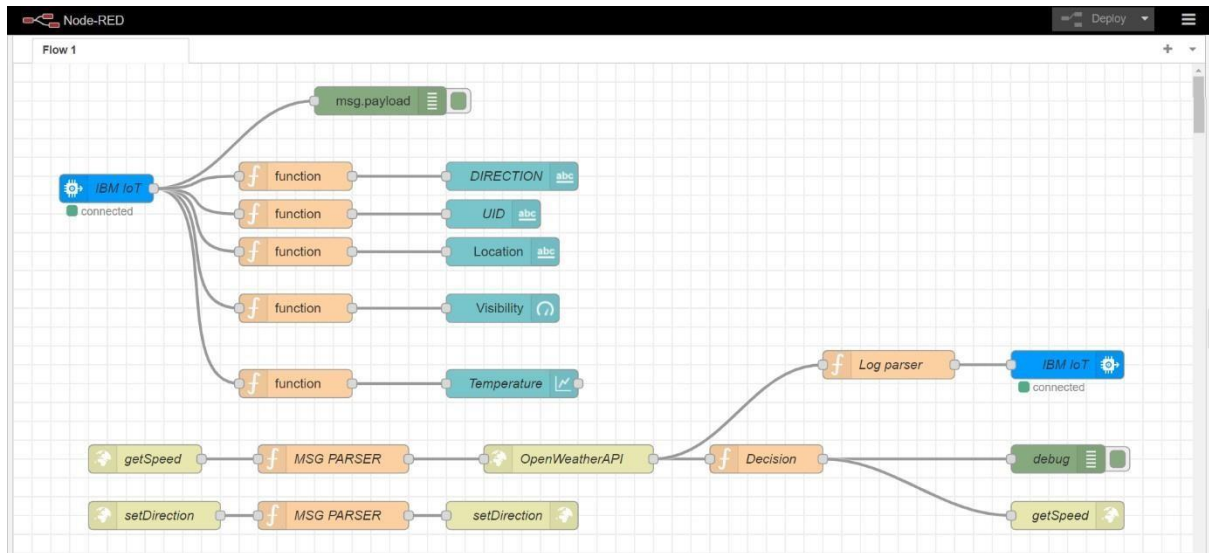 Node-RED
Deploy
Flow 1
msg.payload
IBM IoT
connected
function
DIRECTION
abc
function
UID
abc
function
Location
abc
function
Visibility
function
Temperature
Log parser
IBM IoT
connected
getSpeed
MSG PARSER
OpenWeatherAPI
Decision
debug
setDirection
MSG PARSER
setDirection
getSpeed